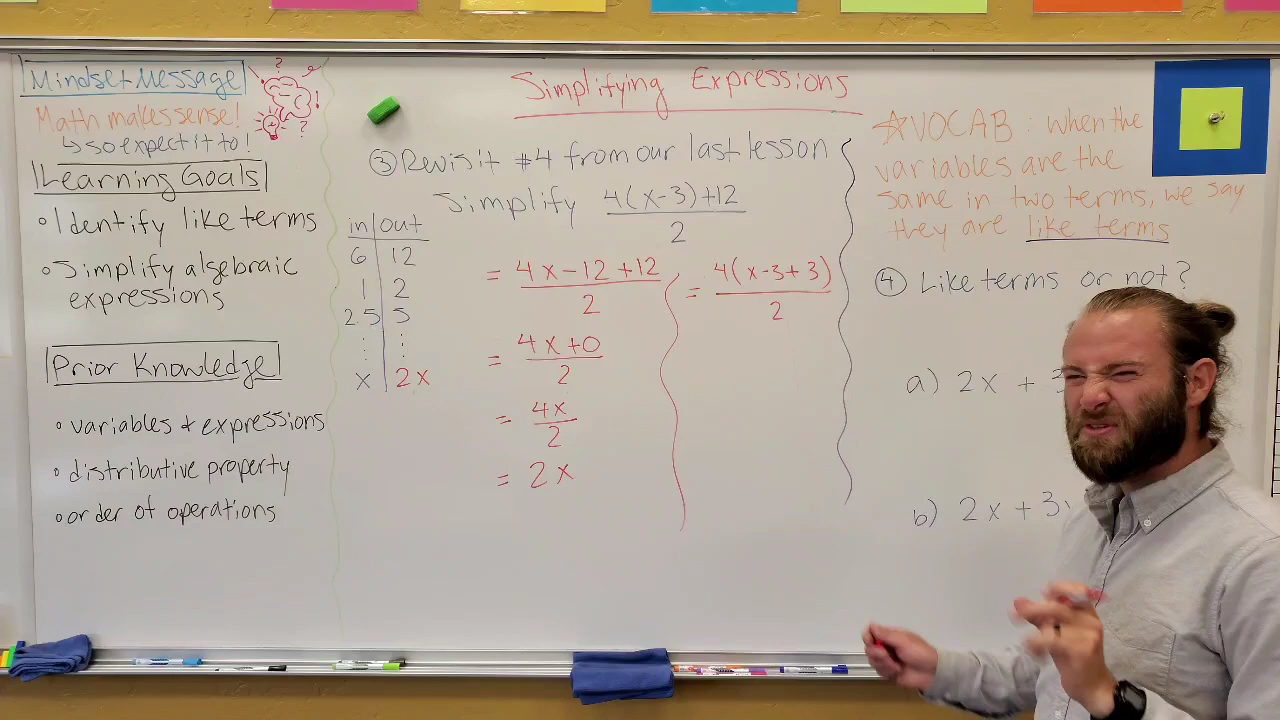 Mindset Message
Math makes sense!
↳ so expect it to!
Learning Goals
◦ Identify like terms
◦ Simplify algebraic
expressions
Prior Knowledge
◦ variables + expressions
◦ distributive property
◦ order of operations
Simplifying Expressions
③ Revisit #4 from our last lesson
Simplify 4(x-3)+12
2
in | out
6 | 12
1 | 2
2.5 | 5
⋮ | ⋮
x | 2x
= 4x-12+12
2
= 4x+0
2
= 4x
2
= 2x
= 4(x-3+3)
2
☆VOCAB: when the
variables are the
same in two terms, we say
they are like terms
④ Like terms or not?
a) 2x + 3
b) 2x + 3